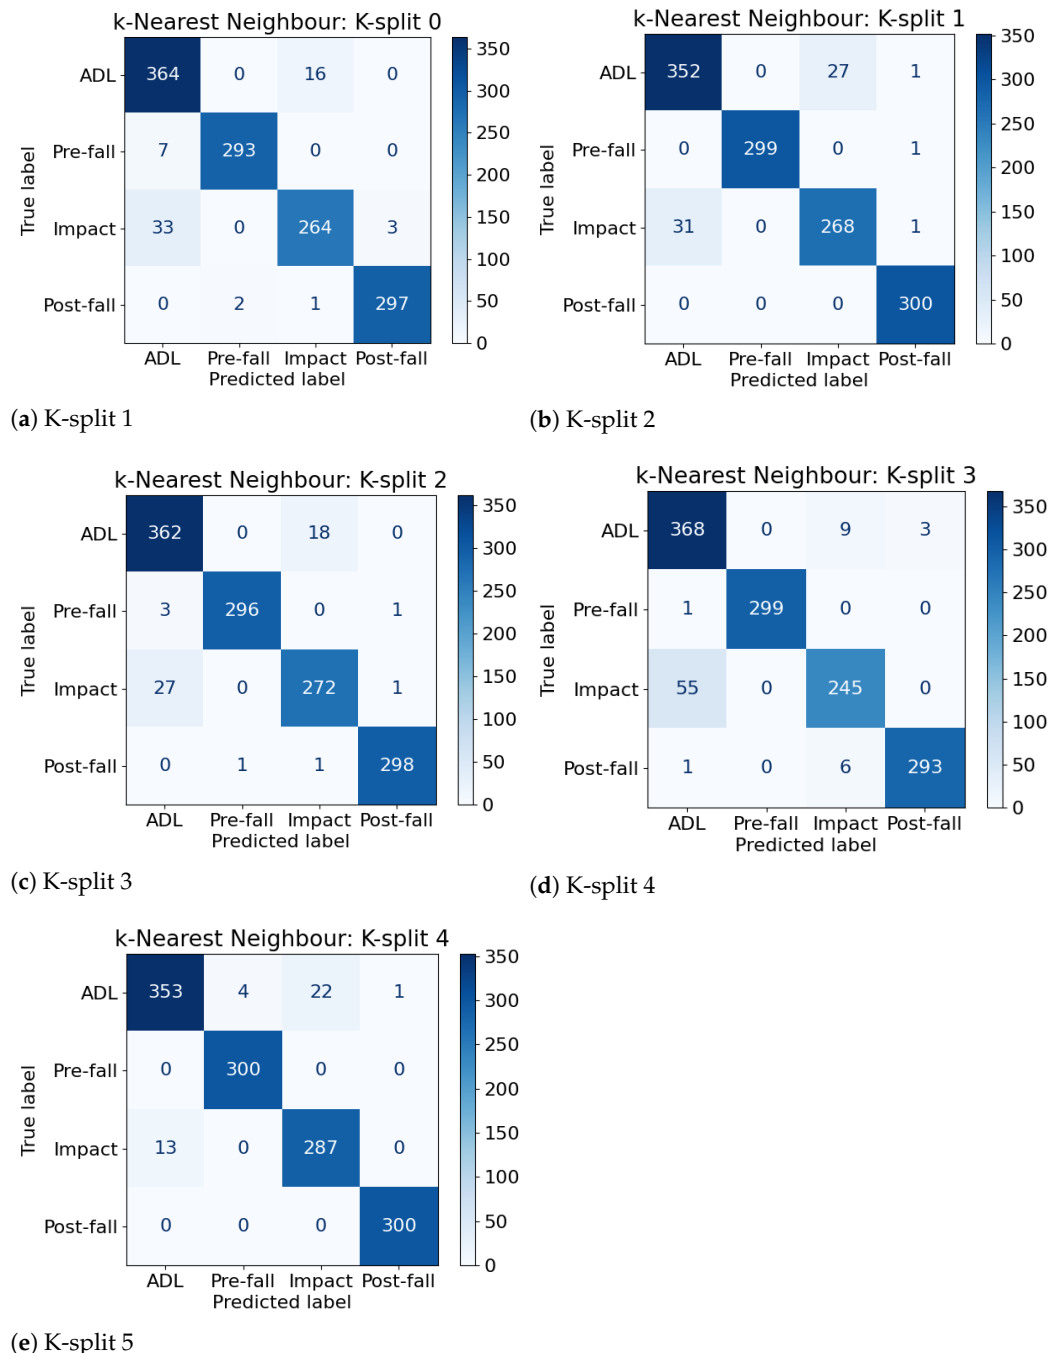 k-Nearest Neighbour: K-split 0
True label
ADL 364 0 16 0
Pre-fall 7 293 0 0
Impact 33 0 264 3
Post-fall 0 2 1 297
ADL Pre-fall Impact Post-fall
Predicted label
350
300
250
200
150
100
50
0
(a) K-split 1
k-Nearest Neighbour: K-split 1
True label
ADL 352 0 27 1
Pre-fall 0 299 0 1
Impact 31 0 268 1
Post-fall 0 0 0 300
ADL Pre-fall Impact Post-fall
Predicted label
350
300
250
200
150
100
50
0
(b) K-split 2
k-Nearest Neighbour: K-split 2
True label
ADL 362 0 18 0
Pre-fall 3 296 0 1
Impact 27 0 272 1
Post-fall 0 1 1 298
ADL Pre-fall Impact Post-fall
Predicted label
350
300
250
200
150
100
50
0
(c) K-split 3
k-Nearest Neighbour: K-split 3
True label
ADL 368 0 9 3
Pre-fall 1 299 0 0
Impact 55 0 245 0
Post-fall 1 0 6 293
ADL Pre-fall Impact Post-fall
Predicted label
350
300
250
200
150
100
50
0
(d) K-split 4
k-Nearest Neighbour: K-split 4
True label
ADL 353 4 22 1
Pre-fall 0 300 0 0
Impact 13 0 287 0
Post-fall 0 0 0 300
ADL Pre-fall Impact Post-fall
Predicted label
350
300
250
200
150
100
50
0
(e) K-split 5